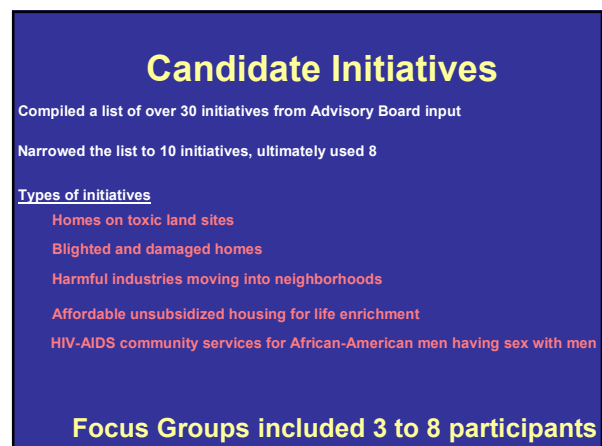 Candidate Initiatives
Compiled a list of over 30 initiatives from Advisory Board input
Narrowed the list to 10 initiatives, ultimately used 8
Types of initiatives
Homes on toxic land sites
Blighted and damaged homes
Harmful industries moving into neighborhoods
Affordable unsubsidized housing for life enrichment
HIV-AIDS community services for African-American men having sex with men
Focus Groups included 3 to 8 participants